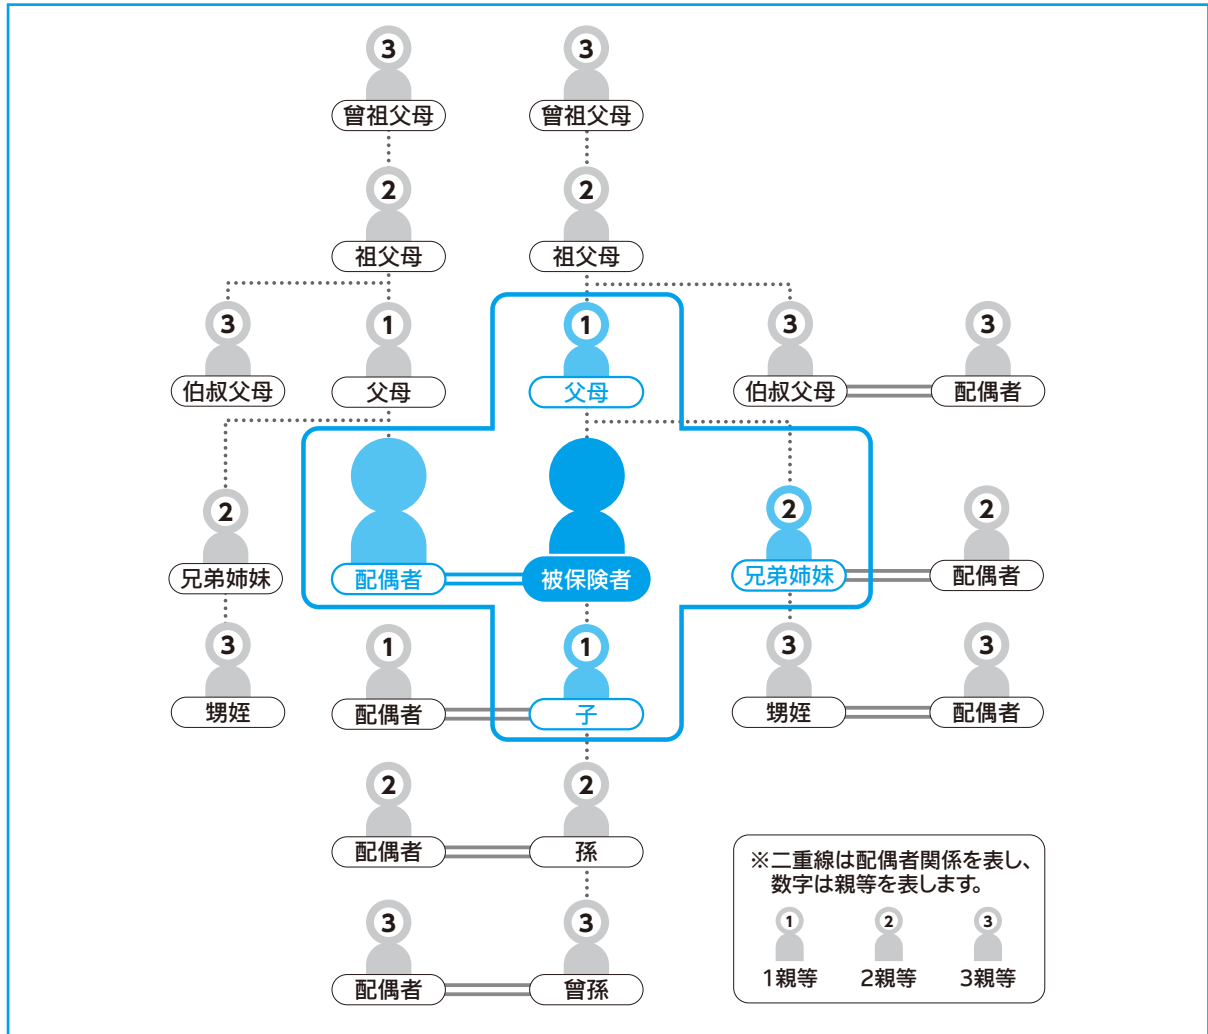 3 3
曾祖父母 曾祖父母
2 2
祖父母 祖父母
3 1 1 3 3
伯叔父母 父母 父母 伯叔父母 配偶者
2 2 2
兄弟姉妹 配偶者 被保険者 兄弟姉妹 配偶者
3 1 1 3 3
甥姪 配偶者 子 甥姪 配偶者
2 2
配偶者 孫
3 3
配偶者 曾孫
※二重線は配偶者関係を表し、
数字は親等を表します。
1 2 3
1親等 2親等 3親等